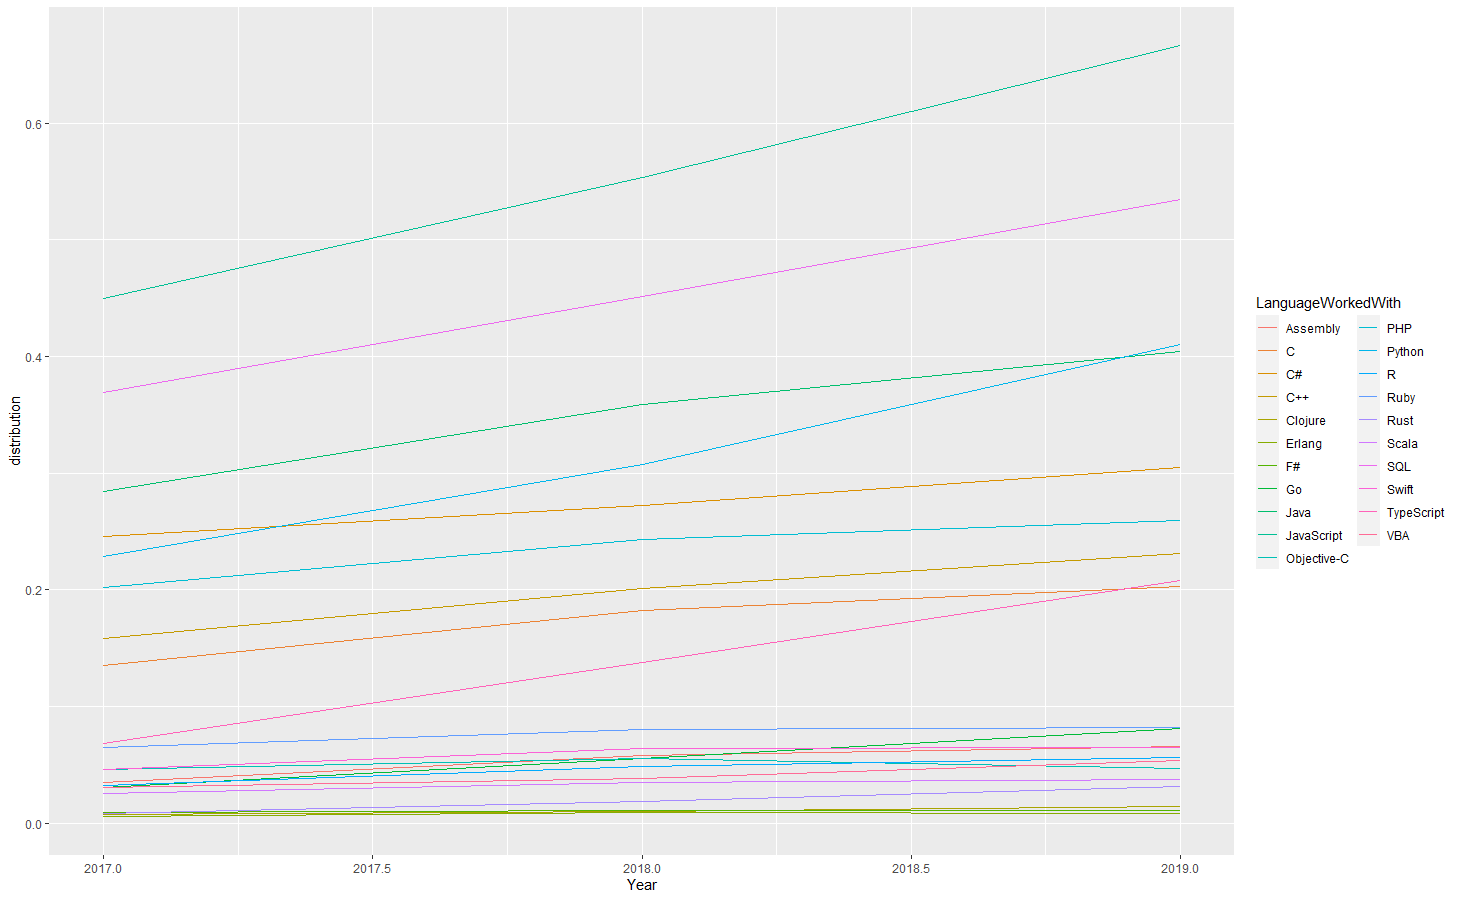 0.6
0.4
0.2
0.0
distribution
2017.0
2017.5
2018.0
2018.5
2019.0
Year
LanguageWorkedWith
Assembly
C
C#
C++
Clojure
Erlang
F#
Go
Java
JavaScript
Objective-C
PHP
Python
R
Ruby
Rust
Scala
SQL
Swift
TypeScript
VBA